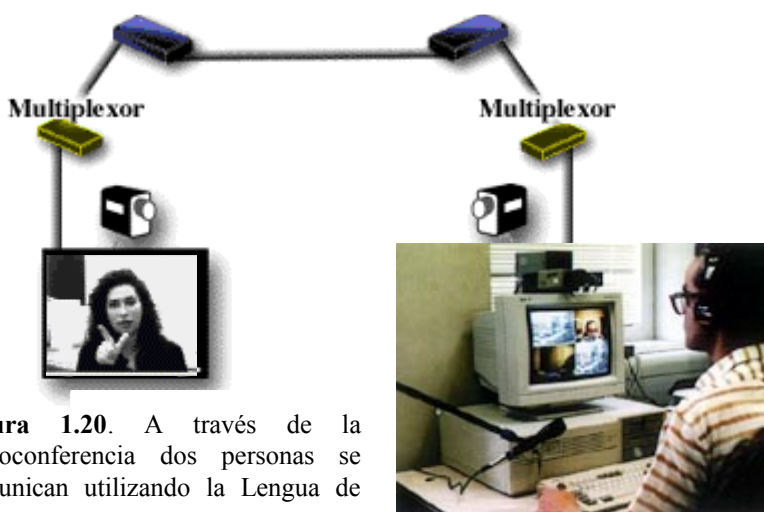 Multiplexor
Multiplexor
ura 1.20. A través de la
oconferencia dos personas se
unican utilizando la Lengua de